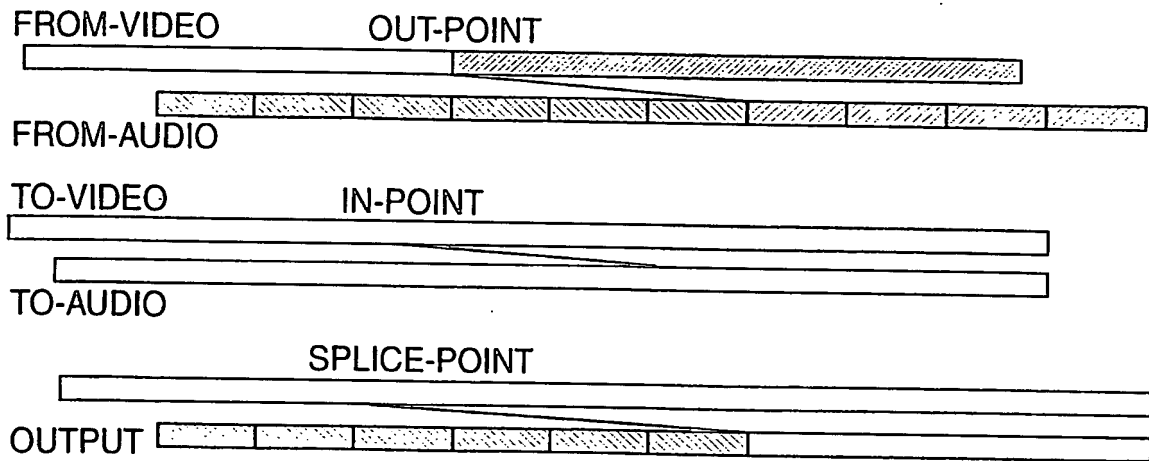 FROM-VIDEO OUT-POINT
FROM-AUDIO
TO-VIDEO IN-POINT
TO-AUDIO
SPLICE-POINT
OUTPUT